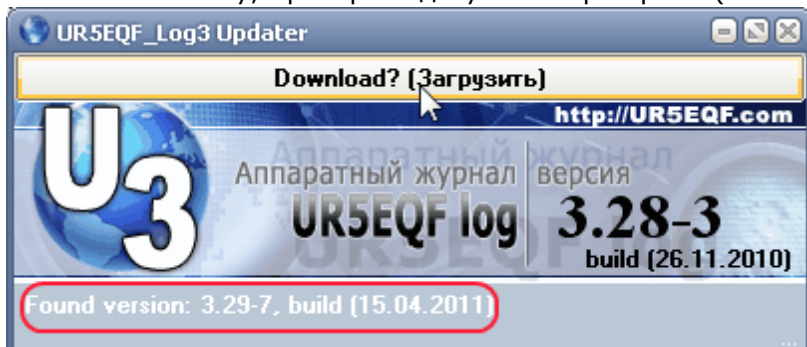 UR5EQF_Log3 Updater
Download? (Загрузить)
http://UR5EQF.com
U3
Аппаратный журнал
UR5EQF log
версия
3.28-3
build (26.11.2010)
Found version: 3.29-7, build (15.04.2011)